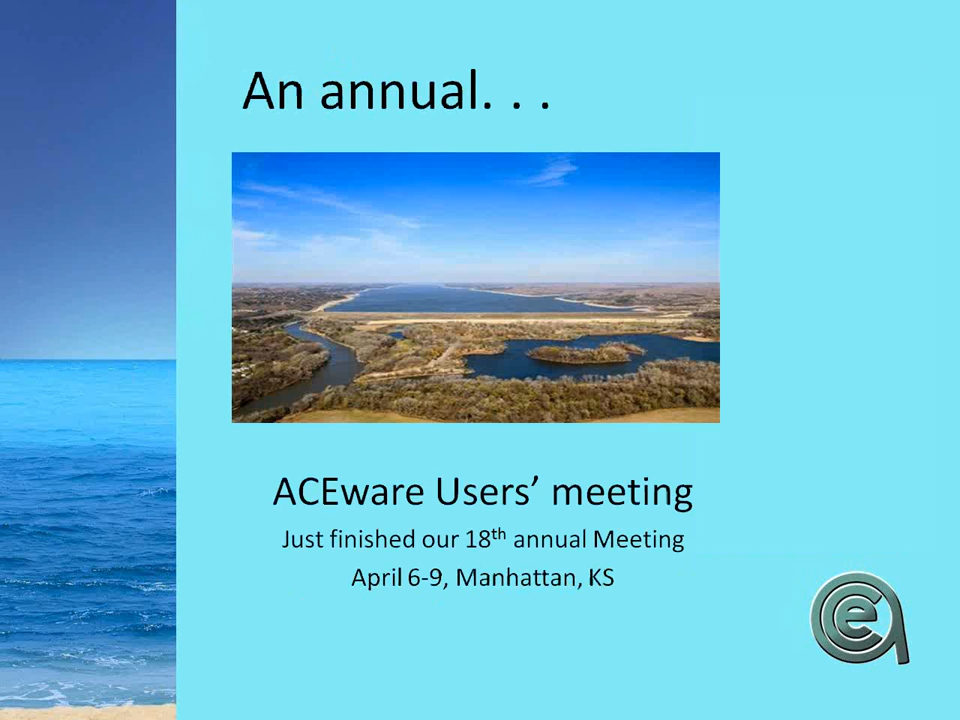 An annual. . .
ACEware Users’ meeting
Just finished our 18th annual Meeting
April 6-9, Manhattan, KS